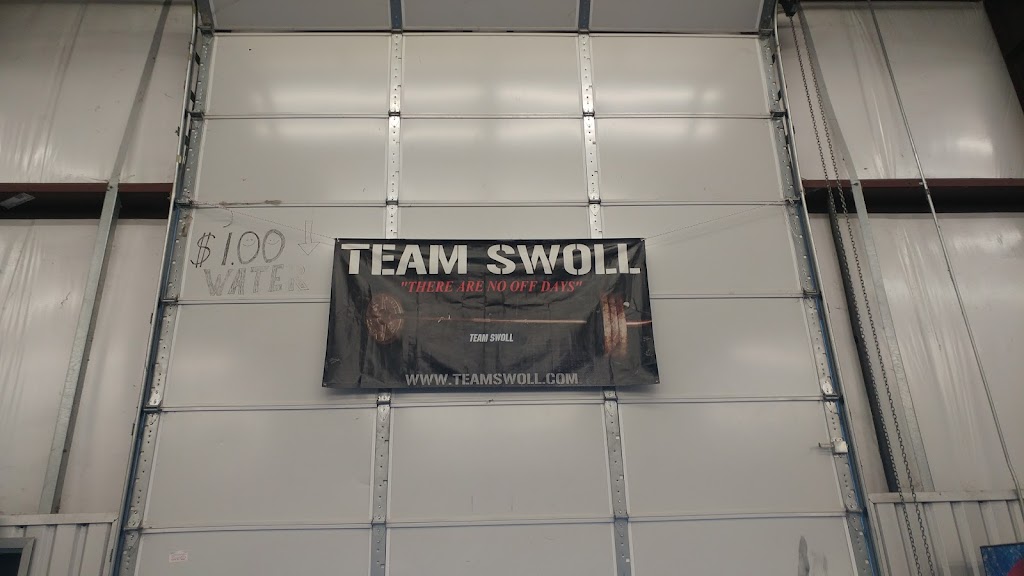 $1.00
WATER
TEAM SWOLL
"THERE ARE NO OFF DAYS"
TEAM SWOLL
WWW.TEAMSWOLL.COM